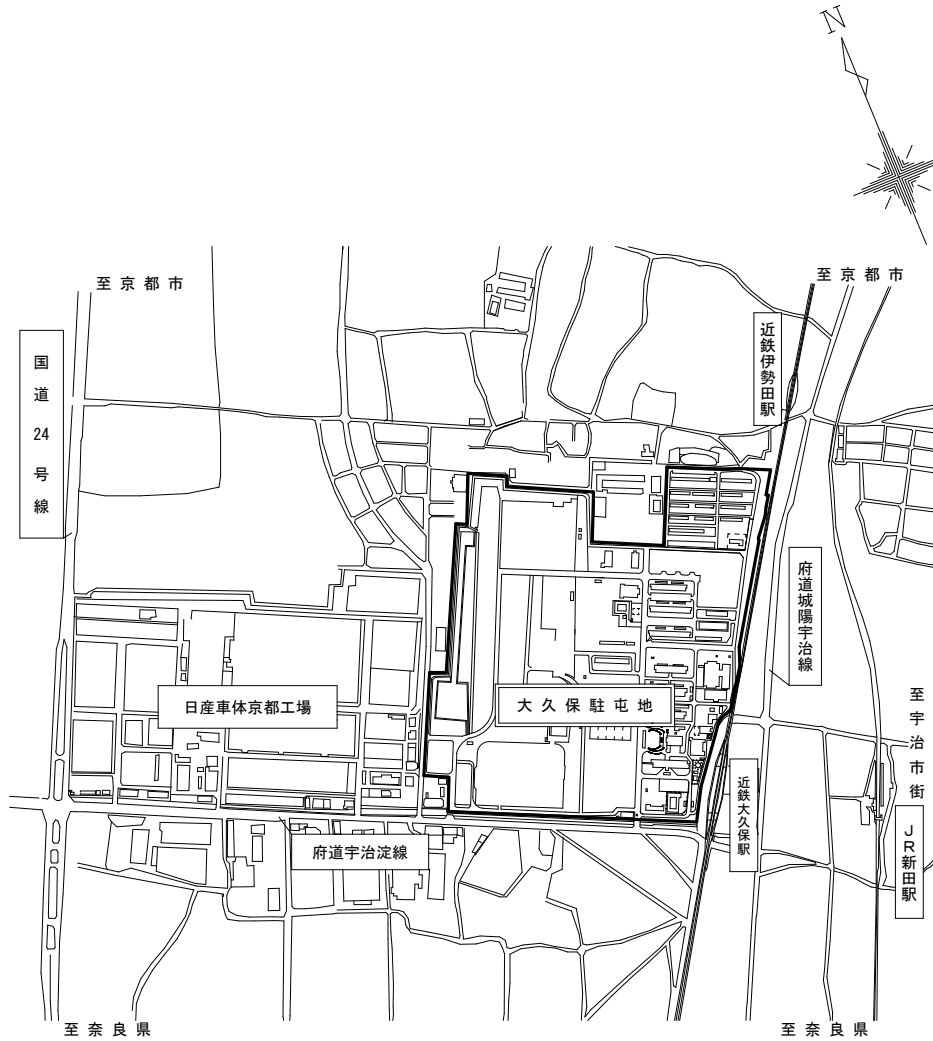 N
至京都市
至京都市
国道24号線
近鉄伊勢田駅
府道城陽宇治線
日産車体京都工場
大久保駐屯地
至宇治市街
近鉄大久保駅
JR新田駅
府道宇治淀線
至奈良県
至奈良県